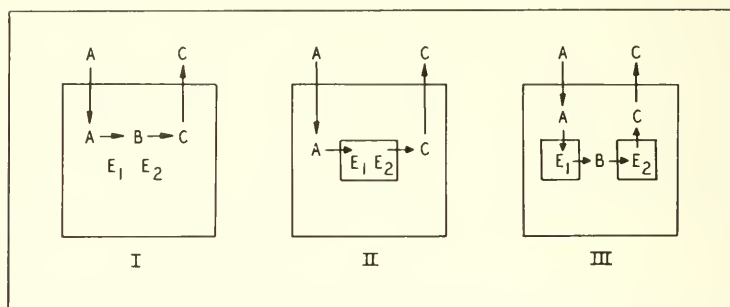 A C A C A C
A → B → C
E₁ E₂
A → E₁ E₂ → C
A C
E₁ → B → E₂
I II III